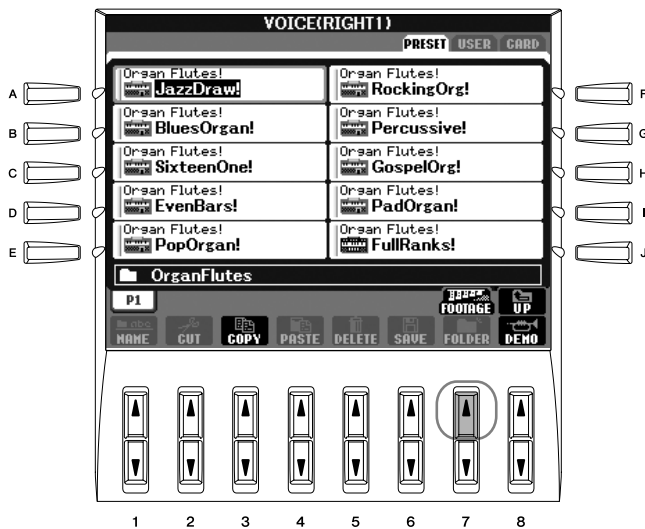 VOICE(RIGHT1)
PRESET USER CARD
Organ Flutes!
JazzDraw!
Organ Flutes!
RockingOrg!
Organ Flutes!
BluesOrgan!
Organ Flutes!
Percussive!
Organ Flutes!
SixteenOne!
Organ Flutes!
GospelOrg!
Organ Flutes!
EvenBars!
Organ Flutes!
PadOrgan!
Organ Flutes!
PopOrgan!
Organ Flutes!
FullRanks!
A
B
C
D
E
F
G
H
I
J
OrganFlutes
P1
FOOTAGE UP
abc
NAME CUT COPY PASTE DELETE SAVE FOLDER DEMO
1 2 3 4 5 6 7 8